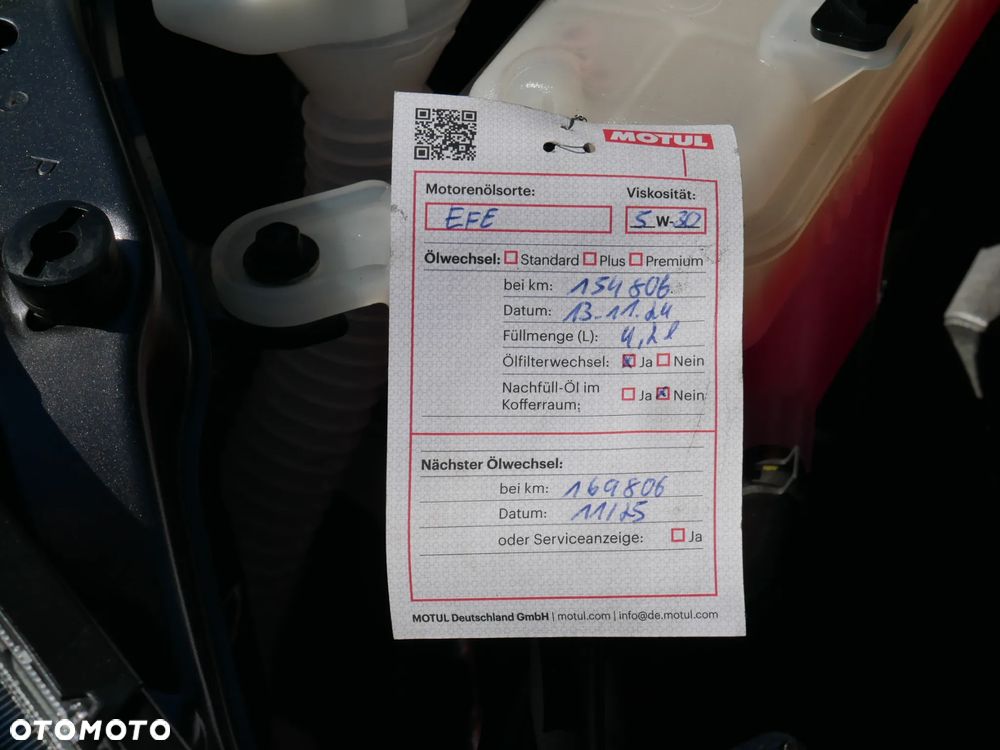 MOTUL
Motorenölsorte: Viskosität:
EFE 5 W-30
Ölwechsel: Standard Plus Premium
bei km: 154806
Datum: 13.11.24
Füllmenge (L): 4,2l
Ölfilterwechsel: Ja Nein
Nachfüll-Öl im
Kofferraum: Ja Nein
Nächster Ölwechsel:
bei km: 169806
Datum: 11/25
oder Serviceanzeige: Ja
MOTUL Deutschland GmbH | motul.com | info@de.motul.com
OTOMOTO